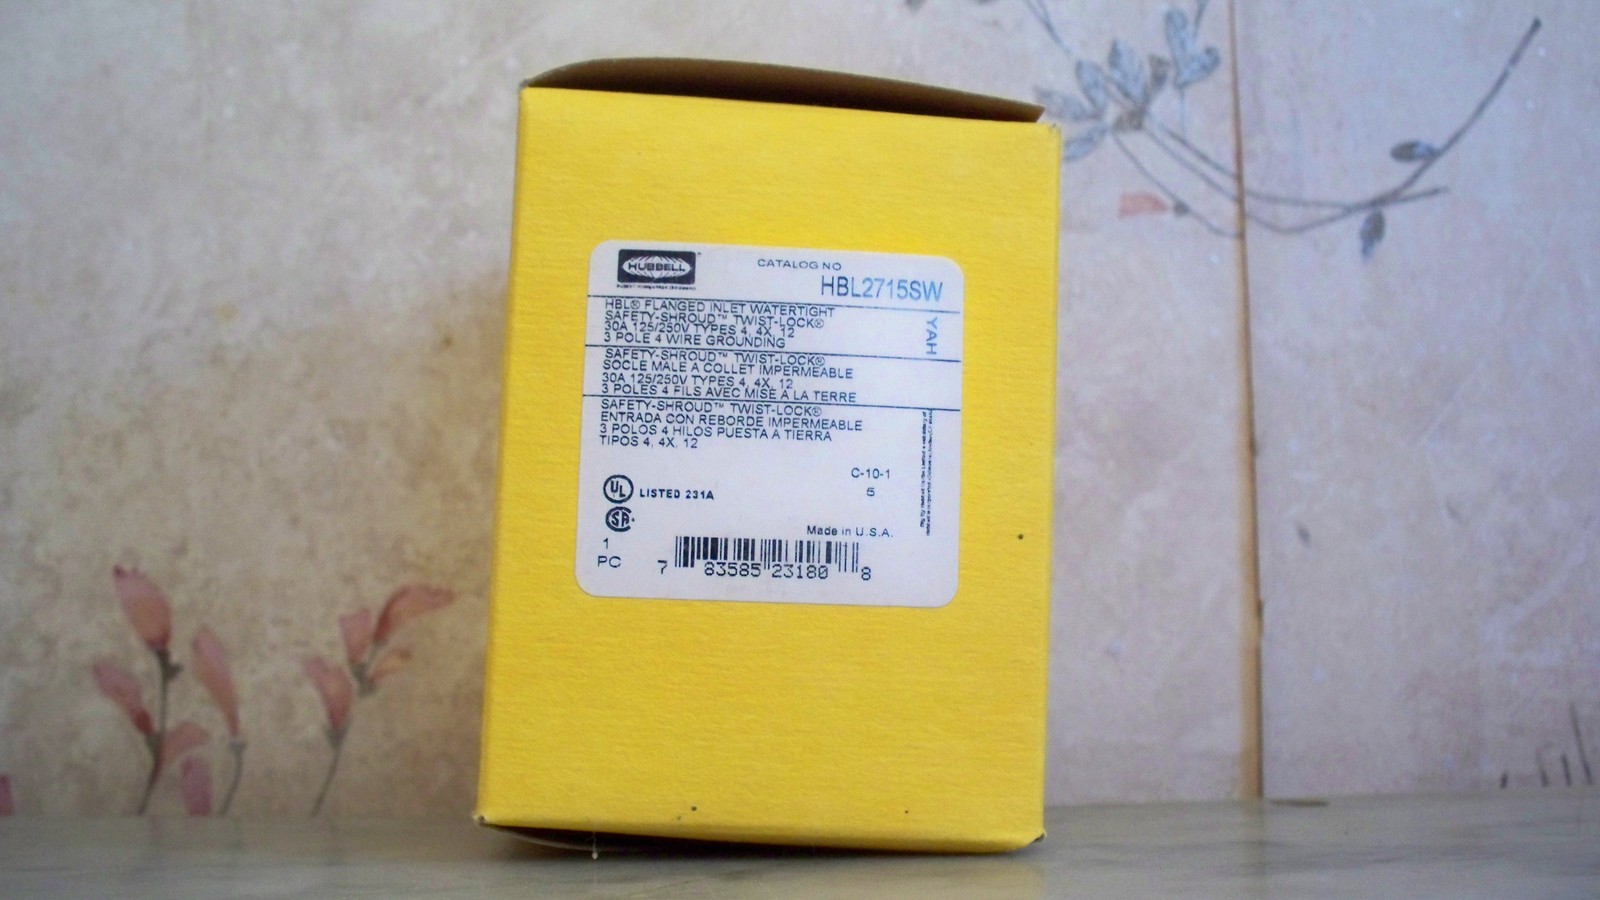 HUBBELL
CATALOG NO
HBL2715SW
HBL® FLANGED INLET WATERTIGHT
SAFETY-SHROUD™ TWIST-LOCK®
30A 125/250V TYPES 4, 4X, 12
3 POLE 4 WIRE GROUNDING
YAH
SAFETY-SHROUD™ TWIST-LOCK®
SOCLE MALE A COLLET IMPERMEABLE
30A 125/250V TYPES 4, 4X, 12
3 POLES 4 FILS AVEC MISE A LA TERRE
SAFETY-SHROUD™ TWIST-LOCK®
ENTRADA CON REBORDE IMPERMEABLE
3 POLOS 4 HILOS PUESTA A TIERRA
TIPOS 4, 4X, 12
C-10-1
5
UL LISTED 231A
SA
Made in U.S.A.
1
PC
7 83585 23180 8